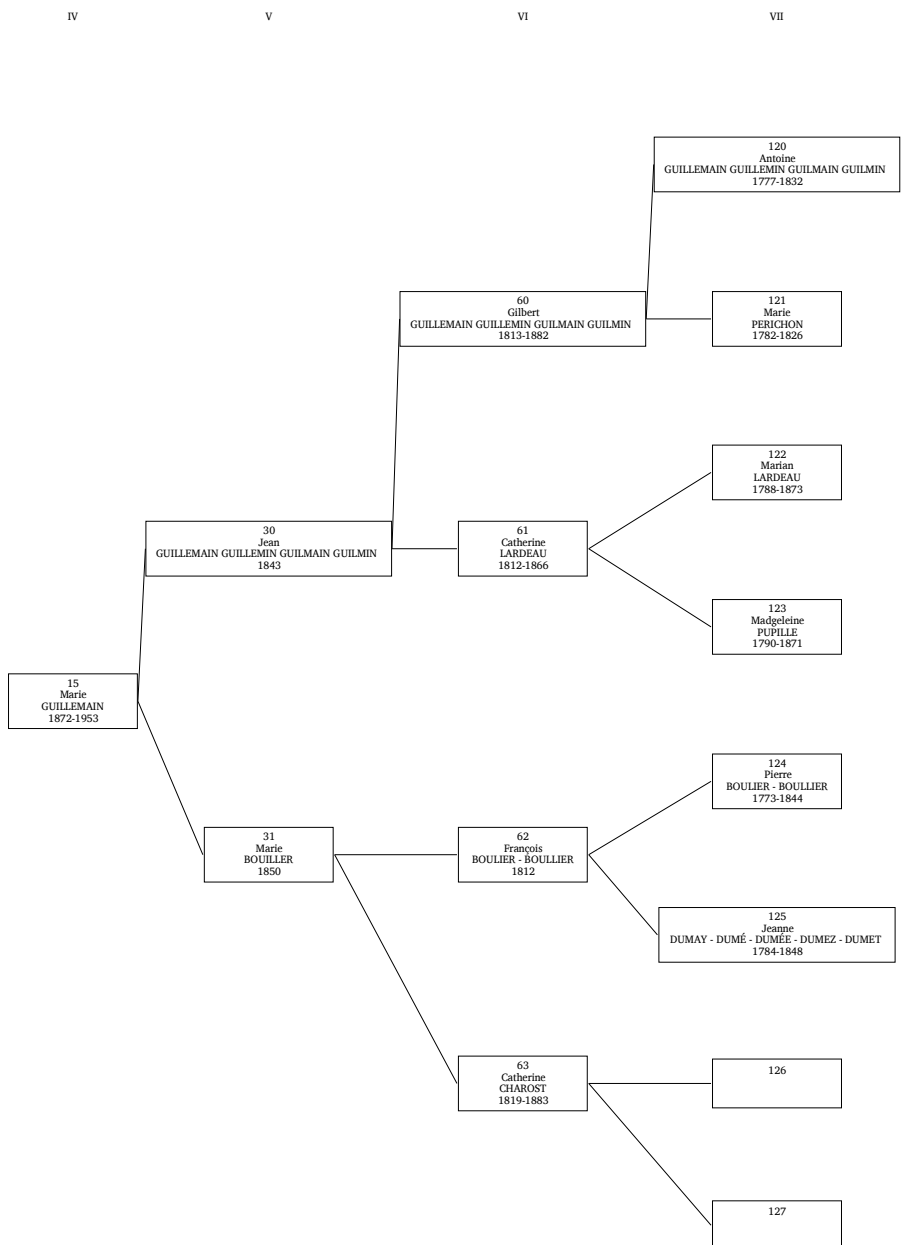 IV V VI VII
120
Antoine
GUILLEMAIN GUILLEMIN GUILMAIN GUILMIN
1777-1832
60
Gilbert
GUILLEMAIN GUILLEMIN GUILMAIN GUILMIN
1813-1882
121
Marie
PERICHON
1782-1826
122
Marian
LARDEAU
1788-1873
30
Jean
GUILLEMAIN GUILLEMIN GUILMAIN GUILMIN
1843
61
Catherine
LARDEAU
1812-1866
123
Madgeleine
PUPILLE
1790-1871
15
Marie
GUILLEMAIN
1872-1953
124
Pierre
BOULIER - BOULLIER
1773-1844
31
Marie
BOUILLER
1850
62
François
BOULIER - BOULLIER
1812
125
Jeanne
DUMAY - DUMÉ - DUMÉE - DUMEZ - DUMET
1784-1848
63
Catherine
CHAROST
1819-1883
126
127